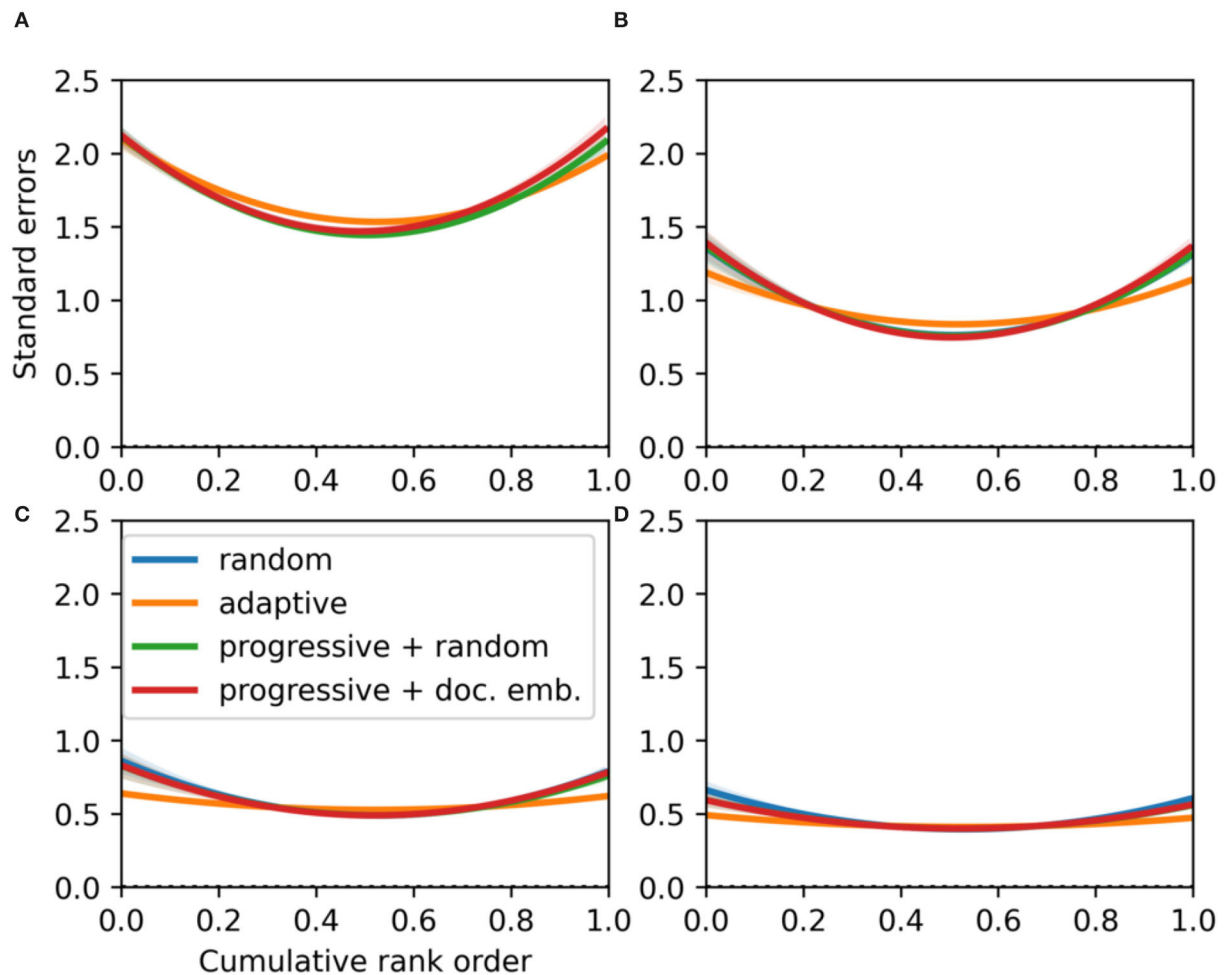 A
B
2.5
2.0
1.5
1.0
0.5
0.0
Standard errors
0.0 0.2 0.4 0.6 0.8 1.0
2.5
2.0
1.5
1.0
0.5
0.0
0.0 0.2 0.4 0.6 0.8 1.0
C
D
2.5
2.0
1.5
1.0
0.5
0.0
random
adaptive
progressive + random
progressive + doc. emb.
0.0 0.2 0.4 0.6 0.8 1.0
Cumulative rank order
2.5
2.0
1.5
1.0
0.5
0.0
0.0 0.2 0.4 0.6 0.8 1.0